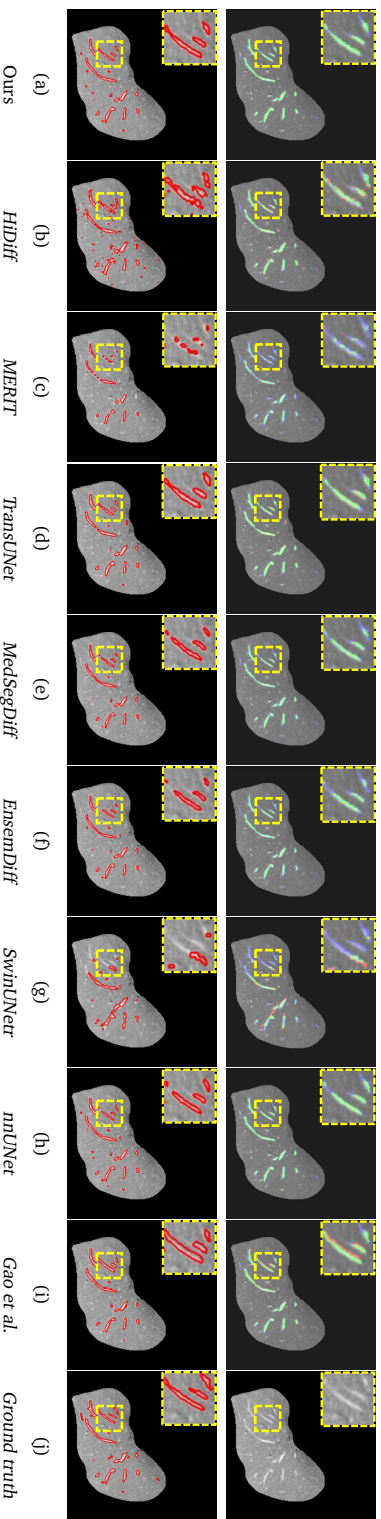 (a)
(b)
(c)
(d)
(e)
(f)
(g)
(h)
(i)
(j)
Ours
HiDiff
MERIT
TransUNet
MedSegDiff
EnsemDiff
SwinUNetr
nnUNet
Gao et al.
Ground truth